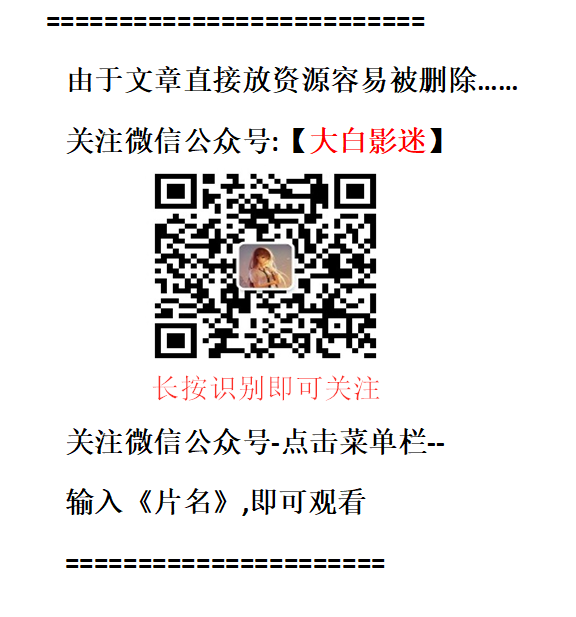 ==========================
由于文章直接放资源容易被删除......
关注微信公众号:【大白影迷】
长按识别即可关注
关注微信公众号-点击菜单栏--
输入《片名》,即可观看
======================